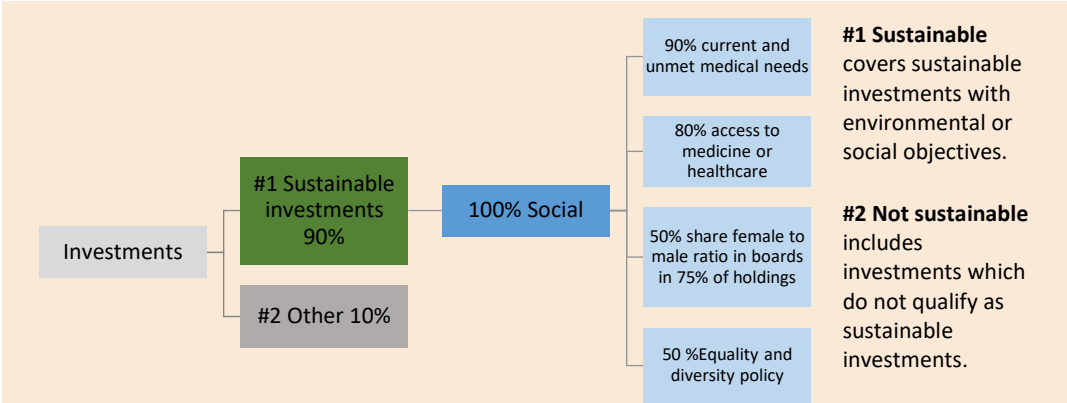 Investments
#1 Sustainable
investments
90%
#2 Other 10%
100% Social
90% current and
unmet medical needs
80% access to
medicine or
healthcare
50% share female to
male ratio in boards
in 75% of holdings
50 %Equality and
diversity policy
#1 Sustainable
covers sustainable
investments with
environmental or
social objectives.
#2 Not sustainable
includes
investments which
do not qualify as
sustainable
investments.